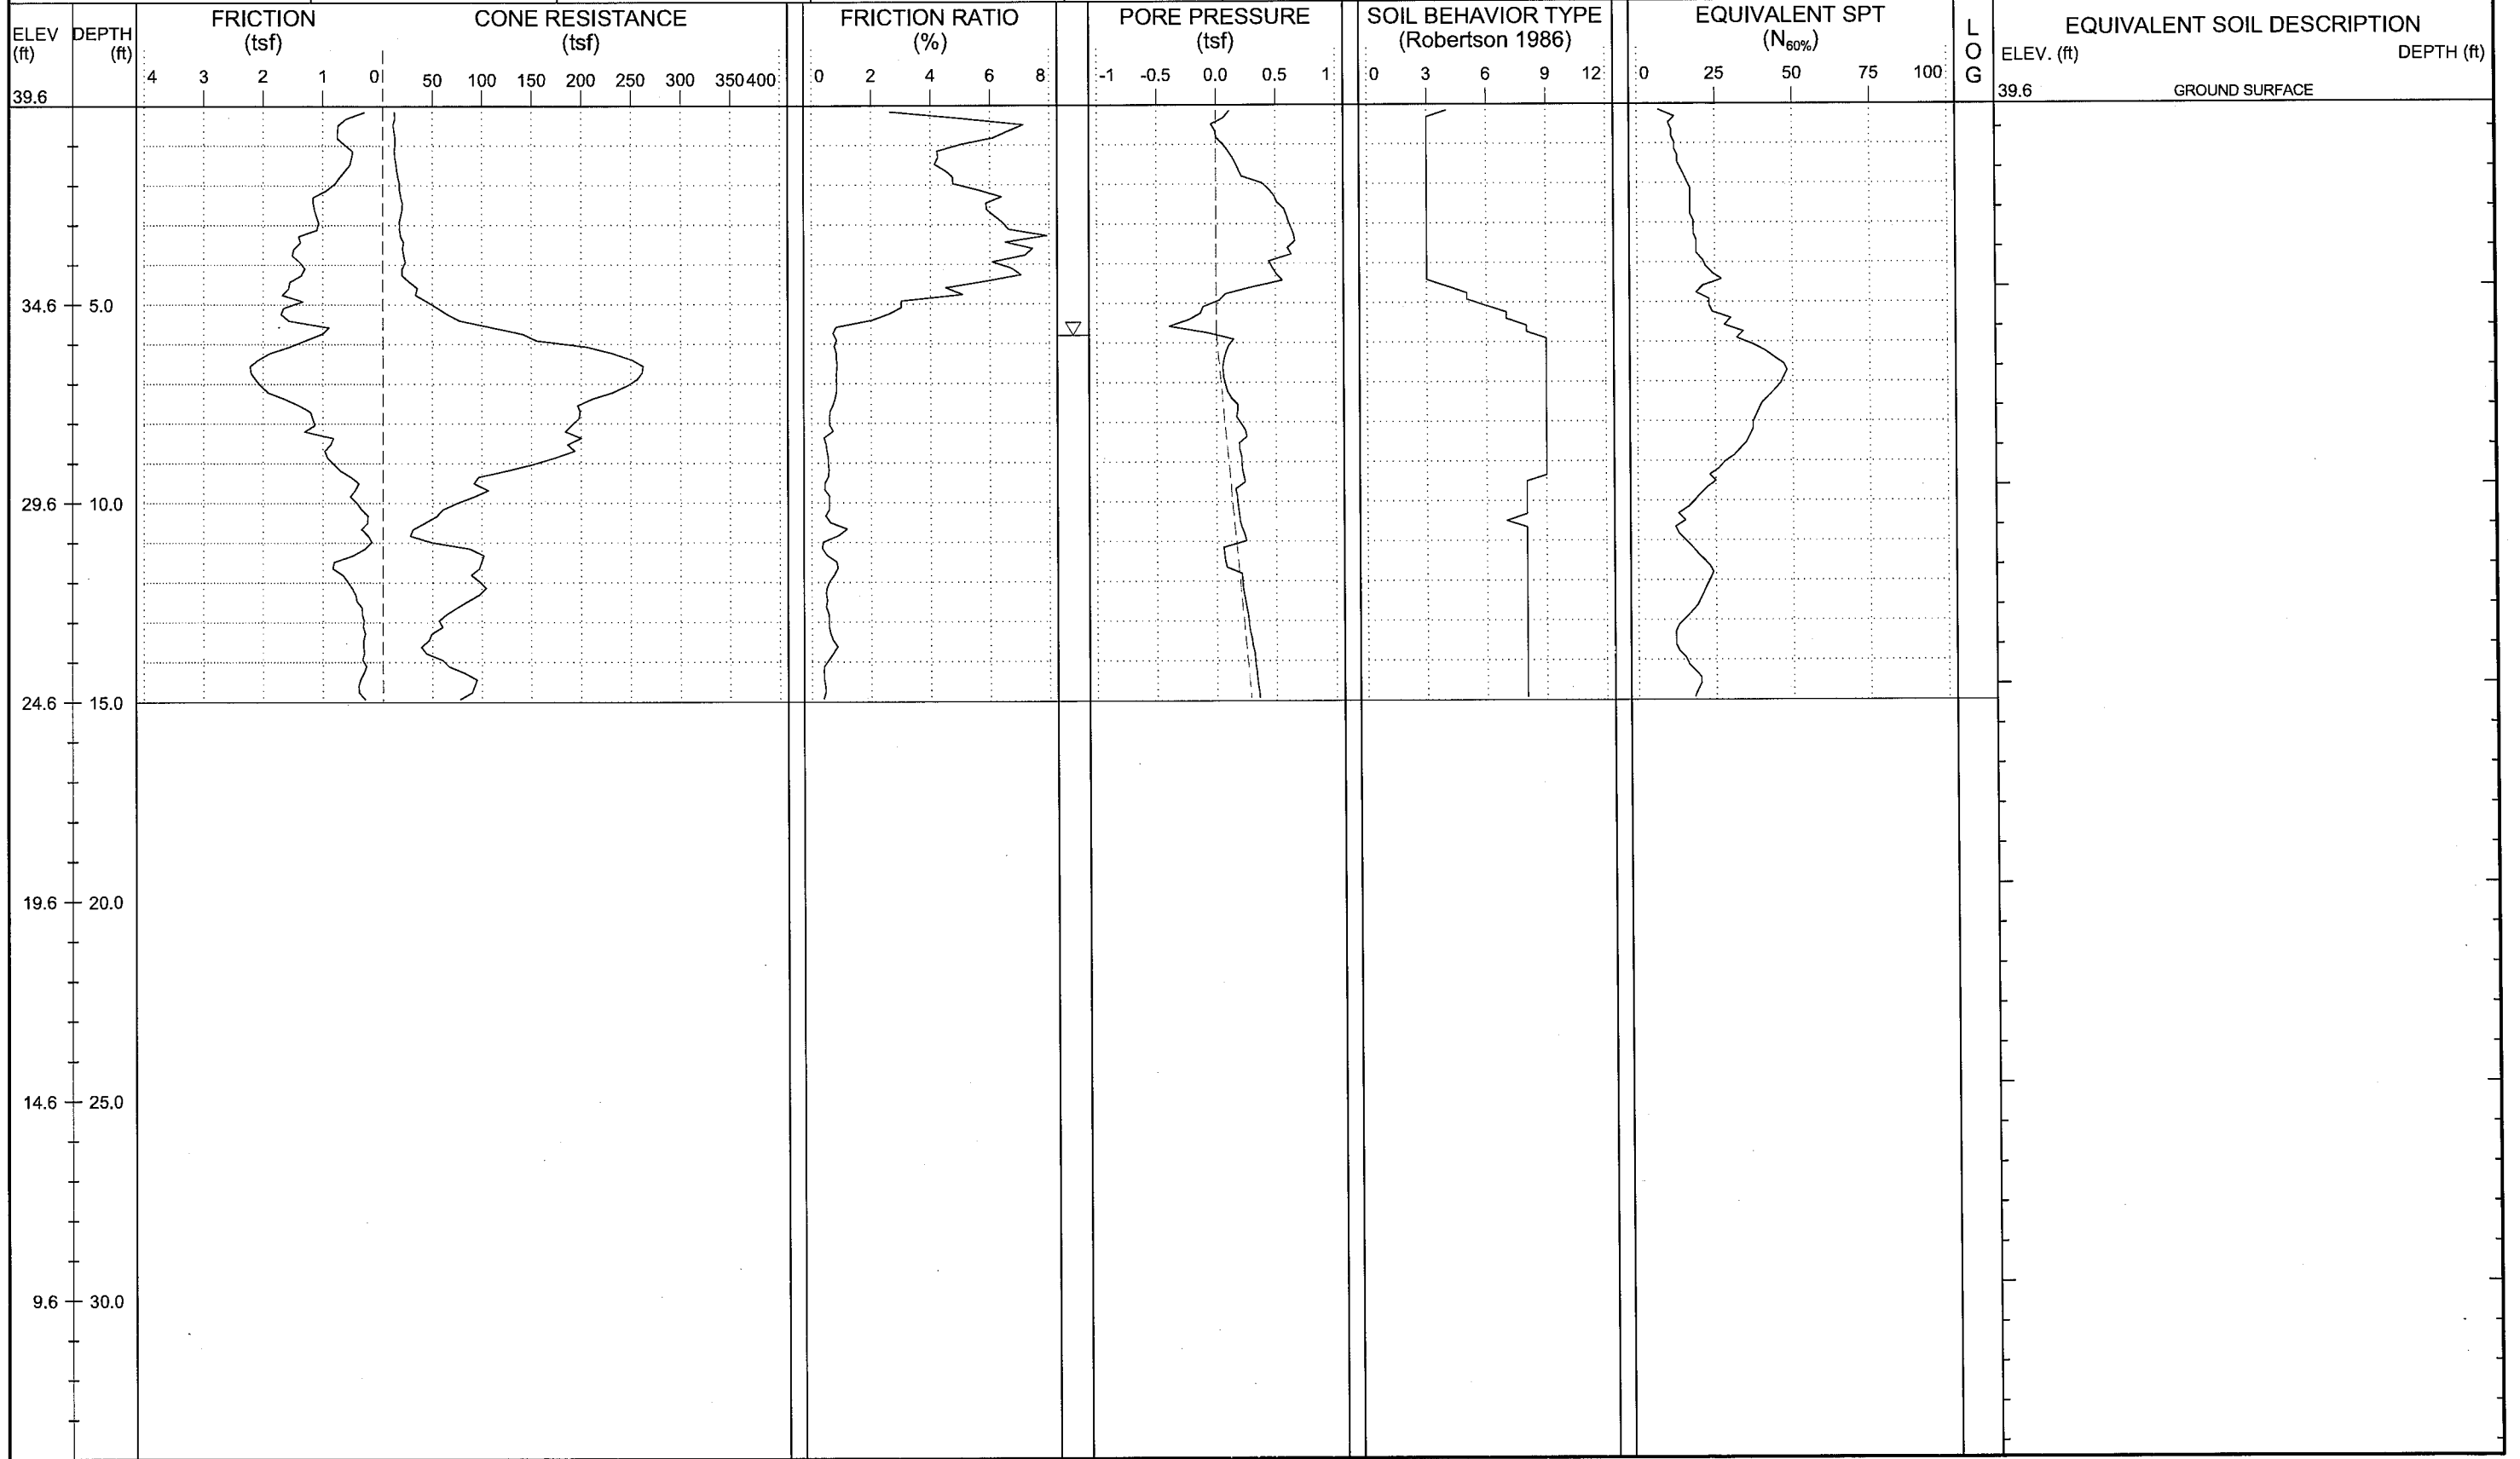 FRICTION CONE RESISTANCE FRICTION RATIO PORE PRESSURE SOIL BEHAVIOR TYPE EQUIVALENT SPT
ELEV DEPTH (tsf) (tsf) (%) (tsf) (Robertson 1986) (N60%) L EQUIVALENT SOIL DESCRIPTION
(ft) (ft) O ELEV. (ft) DEPTH (ft)
4 3 2 1 0 50 100 150 200 250 300 350 400 0 2 4 6 8 -1 -0.5 0.0 0.5 1 0 3 6 9 12 0 25 50 75 100 G
39.6 39.6 GROUND SURFACE
34.6 5.0
29.6 10.0
24.6 15.0
19.6 20.0
14.6 25.0
9.6 30.0